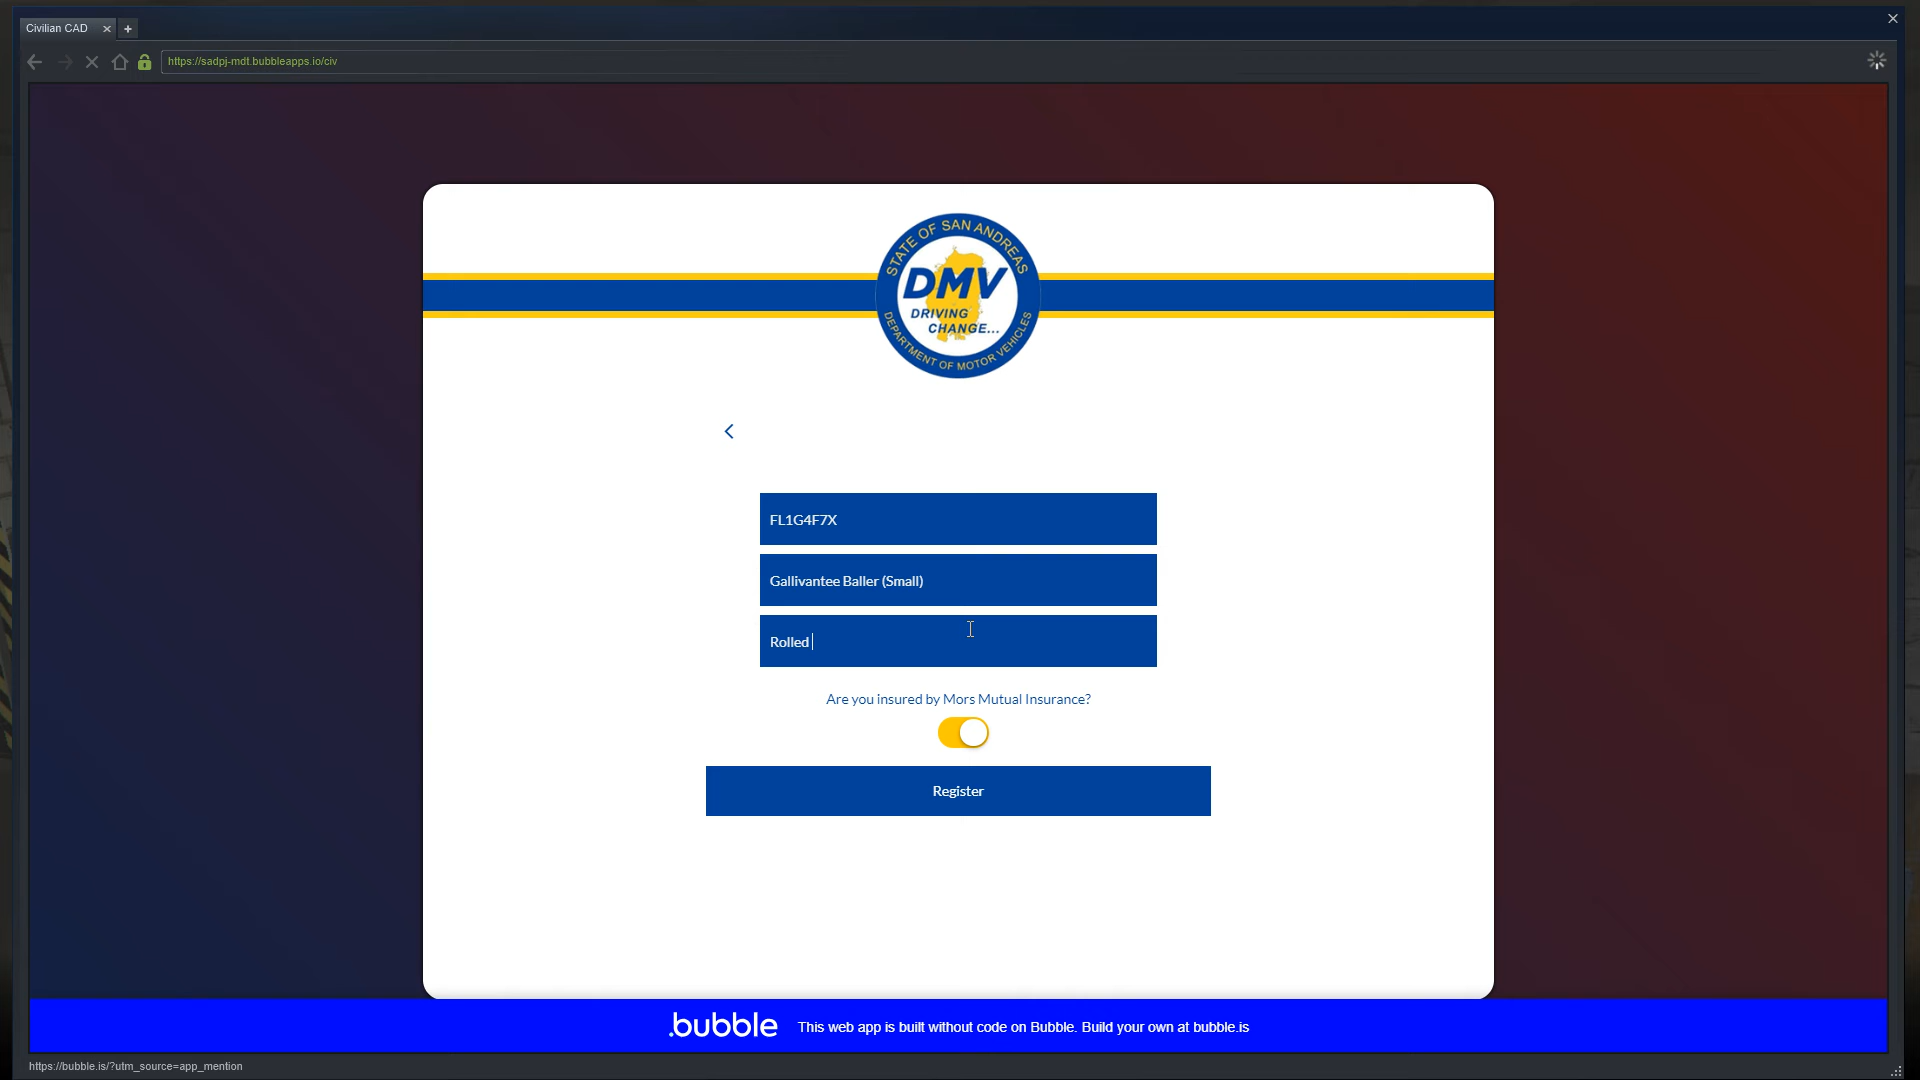 Civilian CAD
https://sadpj-mdt.bubbleapps.io/civ
STATE OF SAN ANDREAS
DMV
DRIVING
CHANGE...
DEPARTMENT OF MOTOR VEHICLES
FL1G4F7X
Gallivantee Baller (Small)
Rolled
Are you insured by Mors Mutual Insurance?
Register
.bubble This web app is built without code on Bubble. Build your own at bubble.is
https://bubble.is/?utm_source=app_mention